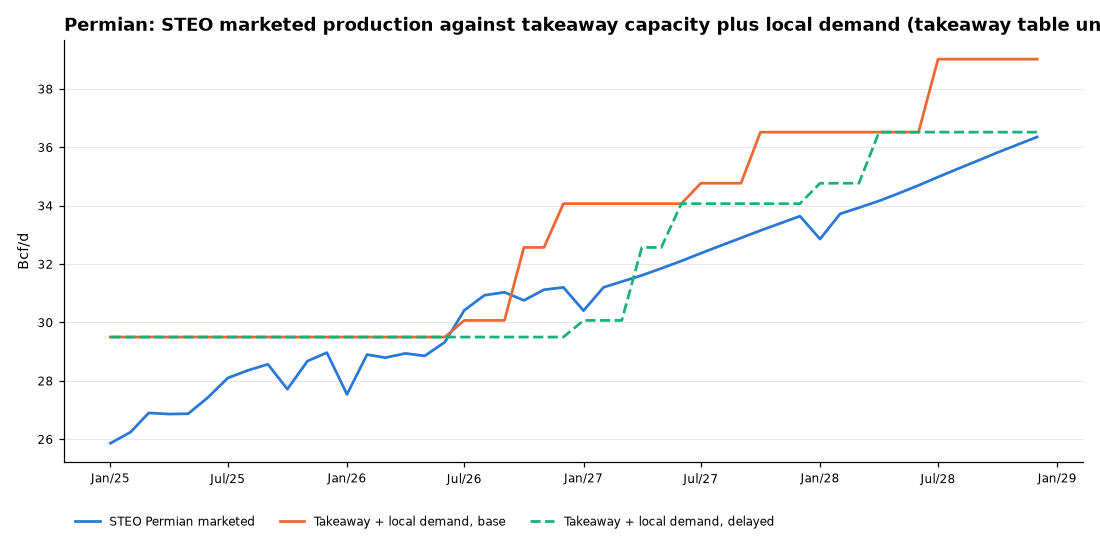 Permian: STEO marketed production against takeaway capacity plus local demand (takeaway table un
Bcf/d
38
36
34
32
30
28
26
Jan/25 Jul/25 Jan/26 Jul/26 Jan/27 Jul/27 Jan/28 Jul/28 Jan/29
STEO Permian marketed Takeaway + local demand, base Takeaway + local demand, delayed